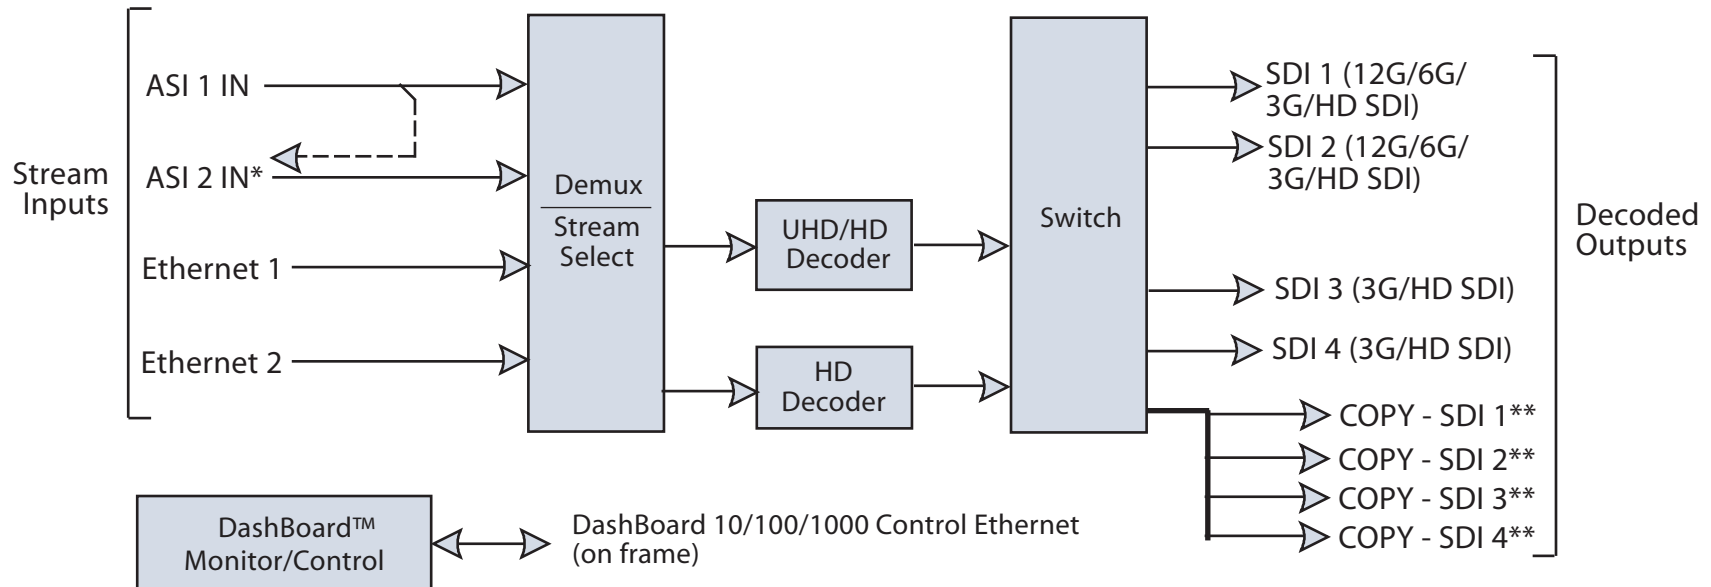 Stream
Inputs
ASI 1 IN
ASI 2 IN*
Ethernet 1
Ethernet 2
Demux
Stream
Select
UHD/HD
Decoder
HD
Decoder
Switch
SDI 1 (12G/6G/
3G/HD SDI)
SDI 2 (12G/6G/
3G/HD SDI)
SDI 3 (3G/HD SDI)
SDI 4 (3G/HD SDI)
COPY - SDI 1**
COPY - SDI 2**
COPY - SDI 3**
COPY - SDI 4**
Decoded
Outputs
DashBoard™
Monitor/Control
DashBoard 10/100/1000 Control Ethernet
(on frame)